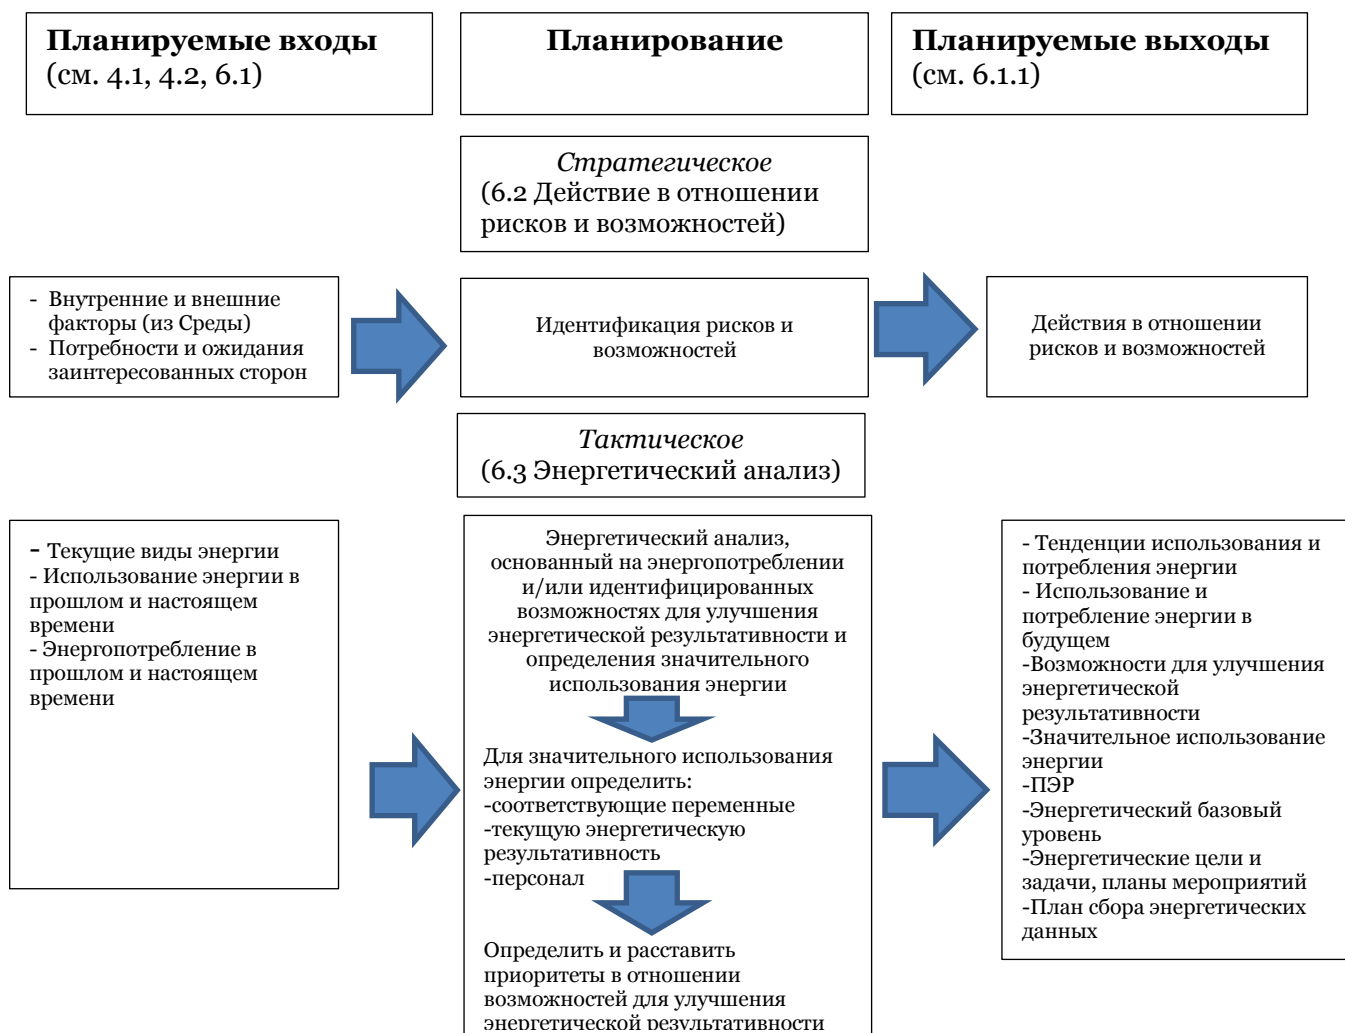 Планируемые входы
(см. 4.1, 4.2, 6.1)
Планирование
Планируемые выходы
(см. 6.1.1)
Стратегическое
(6.2 Действие в отношении
рисков и возможностей)
- Внутренние и внешние
факторы (из Среды)
- Потребности и ожидания
заинтересованных сторон
Идентификация рисков и
возможностей
Действия в отношении
рисков и возможностей
Тактическое
(6.3 Энергетический анализ)
- Текущие виды энергии
- Использование энергии в
прошлом и настоящем
времени
- Энергопотребление в
прошлом и настоящем
времени
Энергетический анализ,
основанный на энергопотреблении
и/или идентифицированных
возможностях для улучшения
энергетической результативности и
определения значительного
использования энергии
Для значительного использования
энергии определить:
-соответствующие переменные
-текущую энергетическую
результативность
-персонал
Определить и расставить
приоритеты в отношении
возможностей для улучшения
энергетической результативности
- Тенденции использования и
потребления энергии
- Использование и
потребление энергии в
будущем
-Возможности для улучшения
энергетической
результативности
-Значительное использование
энергии
-ПЭР
-Энергетический базовый
уровень
-Энергетические цели и
задачи, планы мероприятий
-План сбора энергетических
данных